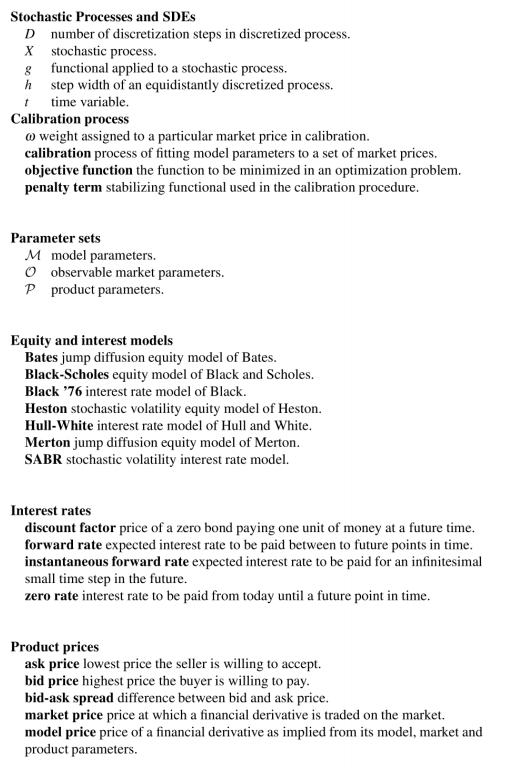 Stochastic Processes and SDEs
D number of discretization steps in discretized process.
X stochastic process.
g functional applied to a stochastic process.
h step width of an equidistantly discretized process.
t time variable.
Calibration process
ω weight assigned to a particular market price in calibration.
calibration process of fitting model parameters to a set of market prices.
objective function the function to be minimized in an optimization problem.
penalty term stabilizing functional used in the calibration procedure.
Parameter sets
ℳ model parameters.
𝒪 observable market parameters.
𝒫 product parameters.
Equity and interest models
Bates jump diffusion equity model of Bates.
Black-Scholes equity model of Black and Scholes.
Black ’76 interest rate model of Black.
Heston stochastic volatility equity model of Heston.
Hull-White interest rate model of Hull and White.
Merton jump diffusion equity model of Merton.
SABR stochastic volatility interest rate model.
Interest rates
discount factor price of a zero bond paying one unit of money at a future time.
forward rate expected interest rate to be paid between to future points in time.
instantaneous forward rate expected interest rate to be paid for an infinitesimal
small time step in the future.
zero rate interest rate to be paid from today until a future point in time.
Product prices
ask price lowest price the seller is willing to accept.
bid price highest price the buyer is willing to pay.
bid-ask spread difference between bid and ask price.
market price price at which a financial derivative is traded on the market.
model price price of a financial derivative as implied from its model, market and
product parameters.